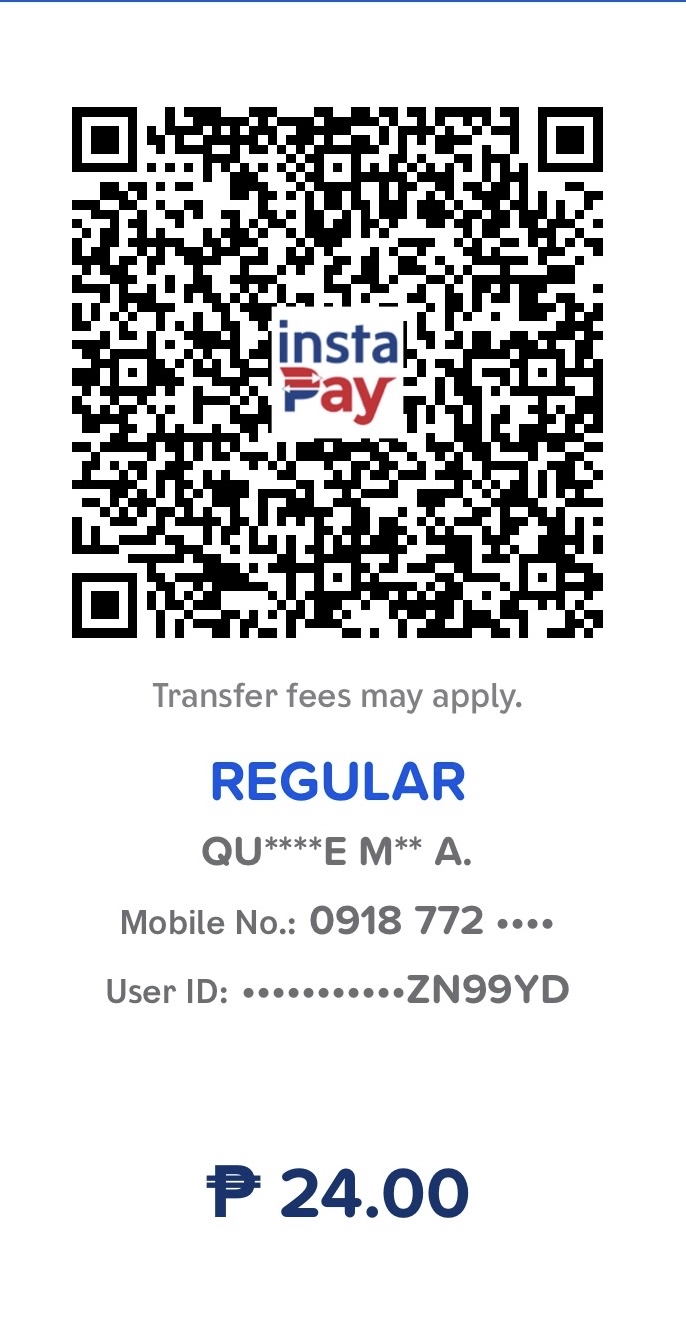 insta
Pay
Transfer fees may apply.
REGULAR
QU****E M** A.
Mobile No.: 0918 772 ••••
User ID: •••••••••••ZN99YD
₱ 24.00